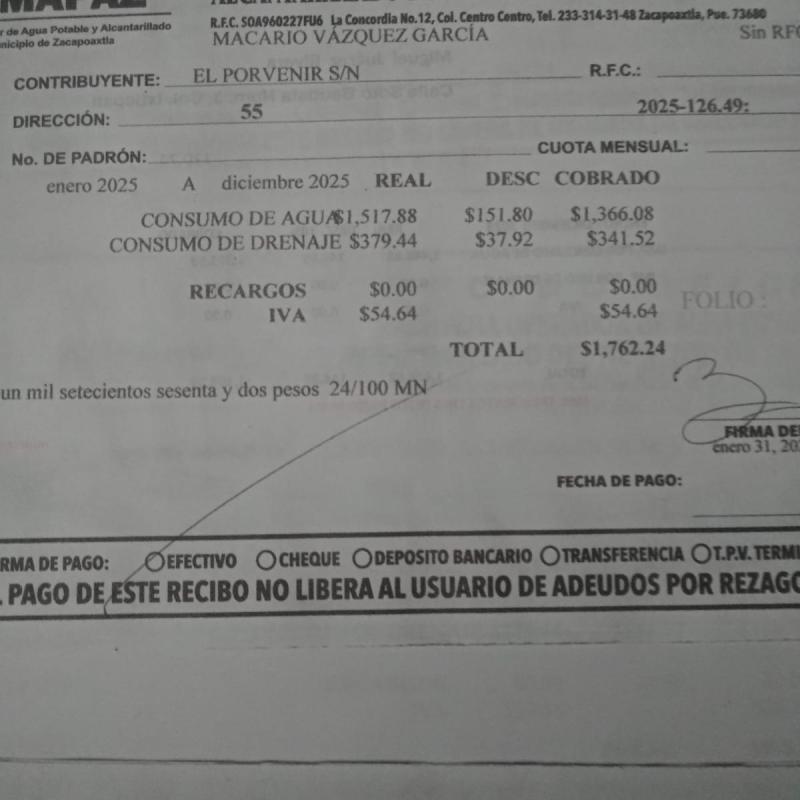 r de Agua Potable y Alcantarillado
nicipio de Zacapoaxtla
R.F.C. SOA960227FU6 La Concordia No.12, Col. Centro Centro, Tel. 233-314-31-48 Zacapoaxtla, Pue. 73680
MACARIO VÁZQUEZ GARCÍA Sin RFC
CONTRIBUYENTE: EL PORVENIR S/N R.F.C.:
DIRECCIÓN: 55 2025-126.49:
No. DE PADRÓN: CUOTA MENSUAL:
enero 2025 A diciembre 2025 REAL DESC COBRADO
CONSUMO DE AGUA $1,517.88 $151.80 $1,366.08
CONSUMO DE DRENAJE $379.44 $37.92 $341.52
RECARGOS $0.00 $0.00 $0.00
FOLIO :
IVA $54.64 $54.64
TOTAL $1,762.24
un mil setecientos sesenta y dos pesos 24/100 MN
FIRMA DE
enero 31, 20
FECHA DE PAGO:
RMA DE PAGO: EFECTIVO CHEQUE DEPOSITO BANCARIO TRANSFERENCIA T.P.V. TERMI
PAGO DE ESTE RECIBO NO LIBERA AL USUARIO DE ADEUDOS POR REZAGO